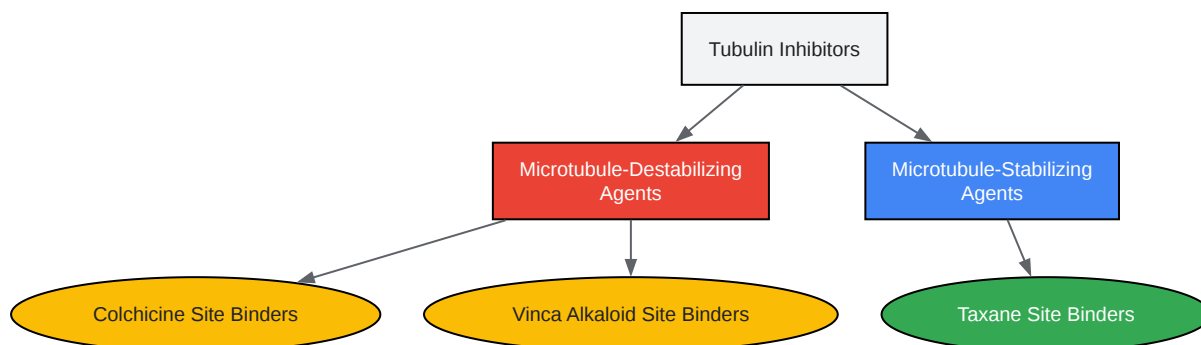 Tubulin Inhibitors
Microtubule-Destabilizing
Agents
Microtubule-Stabilizing
Agents
Colchicine Site Binders
Vinca Alkaloid Site Binders
Taxane Site Binders